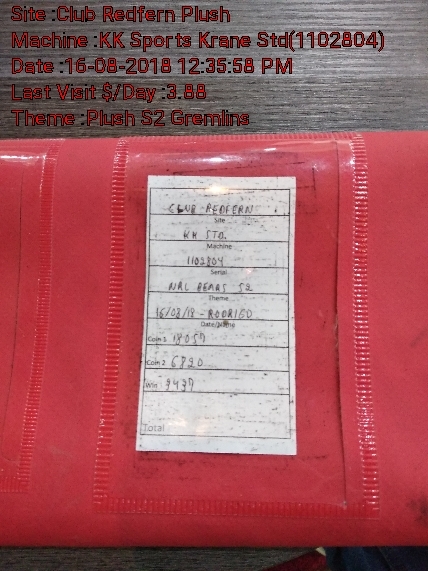 Site :Club Redfern Plush
Machine :KK Sports Krane Std(1102804)
Date :16-08-2018 12:35:58 PM
Last Visit $/Day :3.88
Theme :Plush S2 Gremlins
CLUB REDFERN
Site
KK STD.
Machine
1102804
Serial
NRL BEARS S2
Theme
16/08/18 - RODRIGO
Date/Name
Coin 1 18057
Coin 2 6720
Win 9437
Total